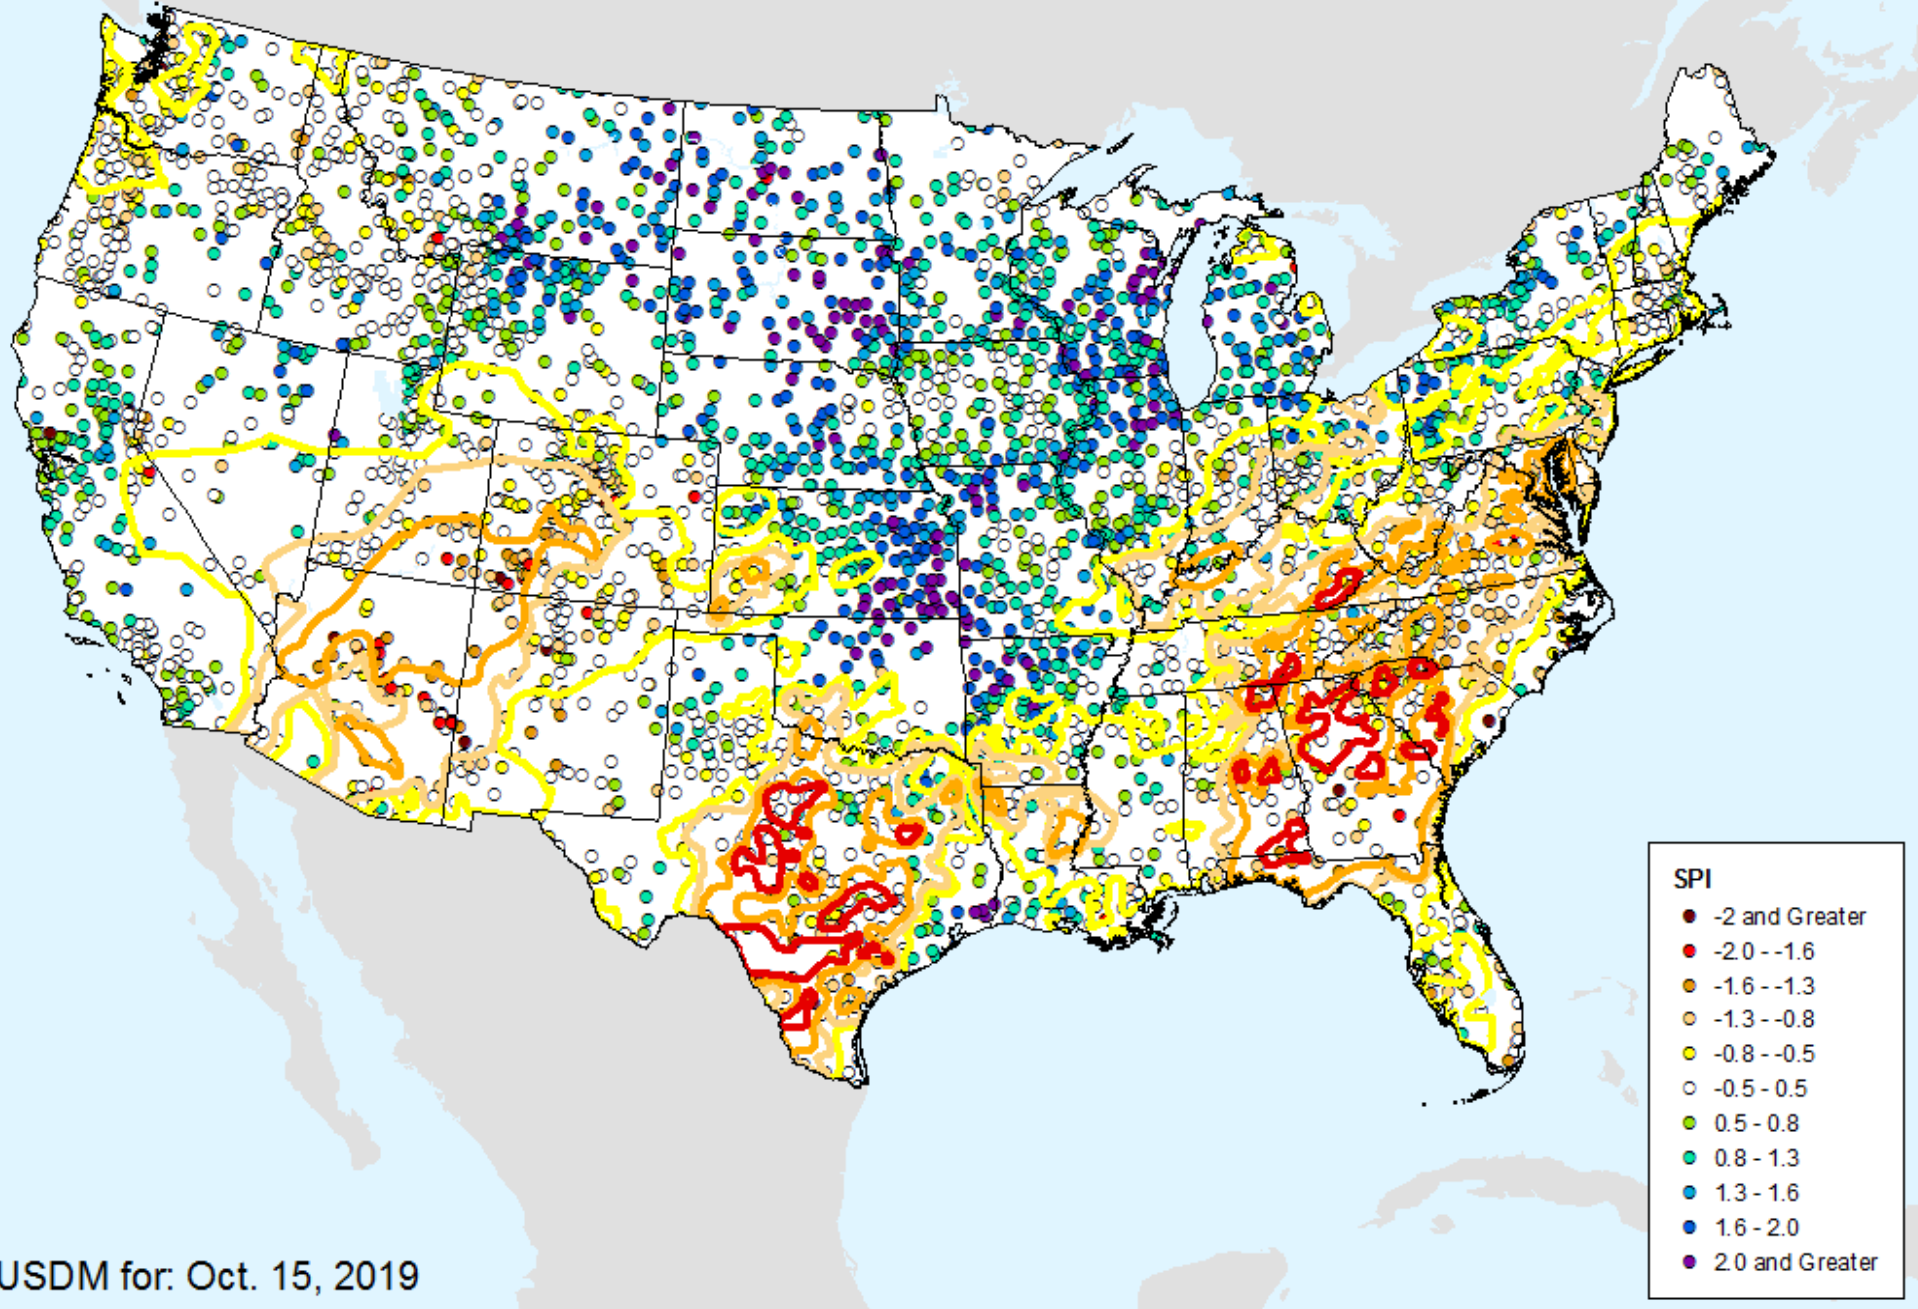 SPI
-2 and Greater
-2.0 - -1.6
-1.6 - -1.3
-1.3 - -0.8
-0.8 - -0.5
-0.5 - 0.5
0.5 - 0.8
0.8 - 1.3
1.3 - 1.6
1.6 - 2.0
2.0 and Greater
USDM for: Oct. 15, 2019